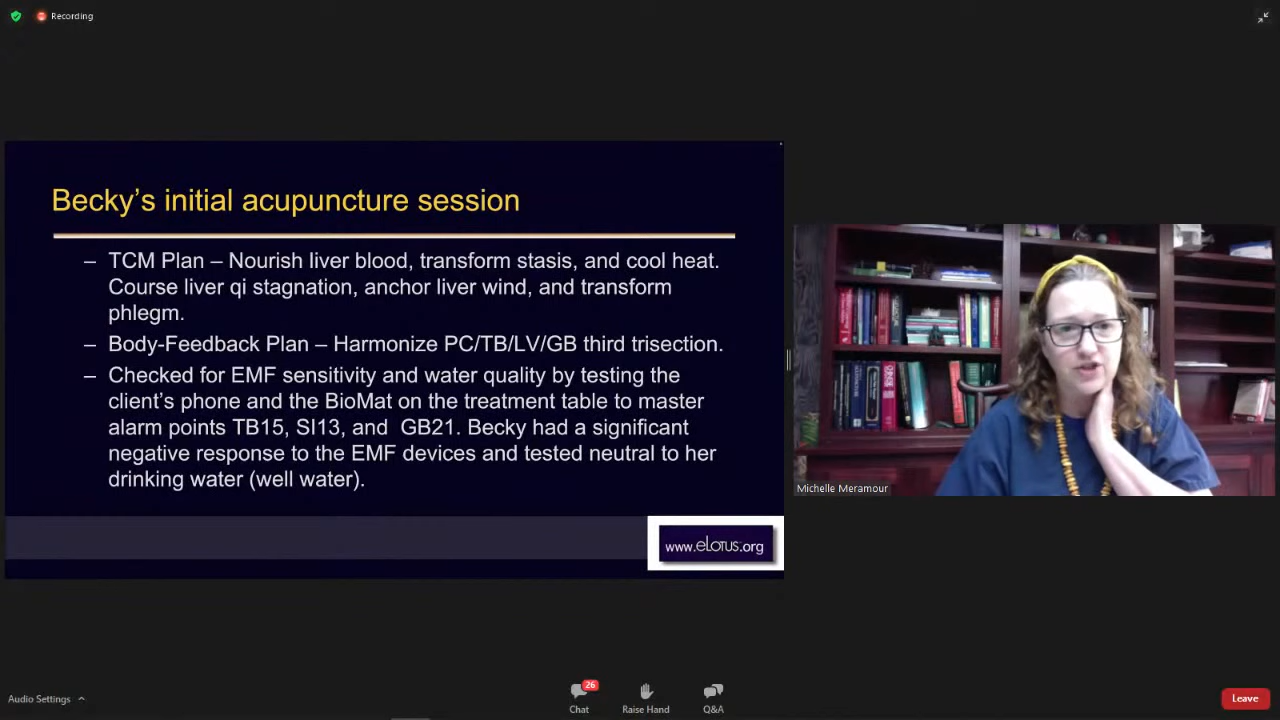 Recording
Becky's initial acupuncture session
– TCM Plan – Nourish liver blood, transform stasis, and cool heat.
Course liver qi stagnation, anchor liver wind, and transform
phlegm.
– Body-Feedback Plan – Harmonize PC/TB/LV/GB third trisection.
– Checked for EMF sensitivity and water quality by testing the
client's phone and the BioMat on the treatment table to master
alarm points TB15, SI13, and GB21. Becky had a significant
negative response to the EMF devices and tested neutral to her
drinking water (well water).
www.eLotus.org
Michelle Meramour
Audio Settings
26
Chat
Raise Hand
Q&A
Leave